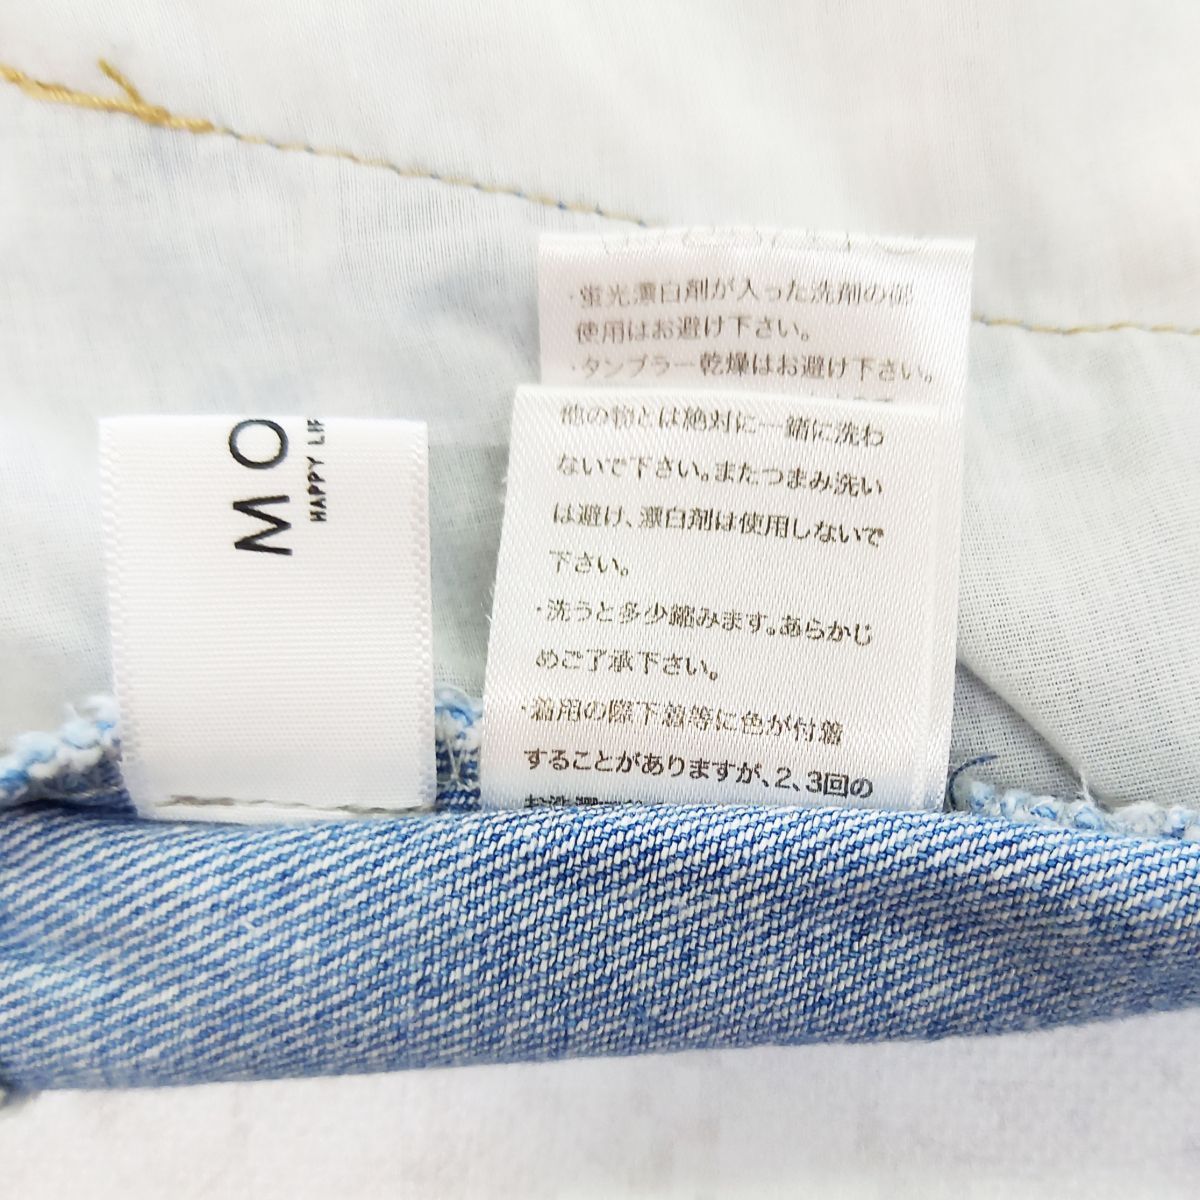 MO
HAPPY LIF
・蛍光漂白剤が入った洗剤の御
使用はお避け下さい。
・タンブラー乾燥はお避け下さい。
他の物とは絶対に一緒に洗わ
ないで下さい。またつまみ洗い
は避け、漂白剤は使用しないで
下さい。
・洗うと多少縮みます。あらかじ
めご了承下さい。
・着用の際下着等に色が付着
することがありますが、2、3回の